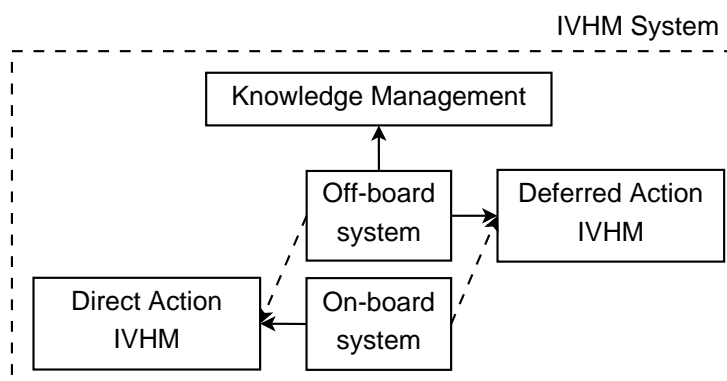 IVHM System
Knowledge Management
Off-board
system
Deferred Action
IVHM
Direct Action
IVHM
On-board
system